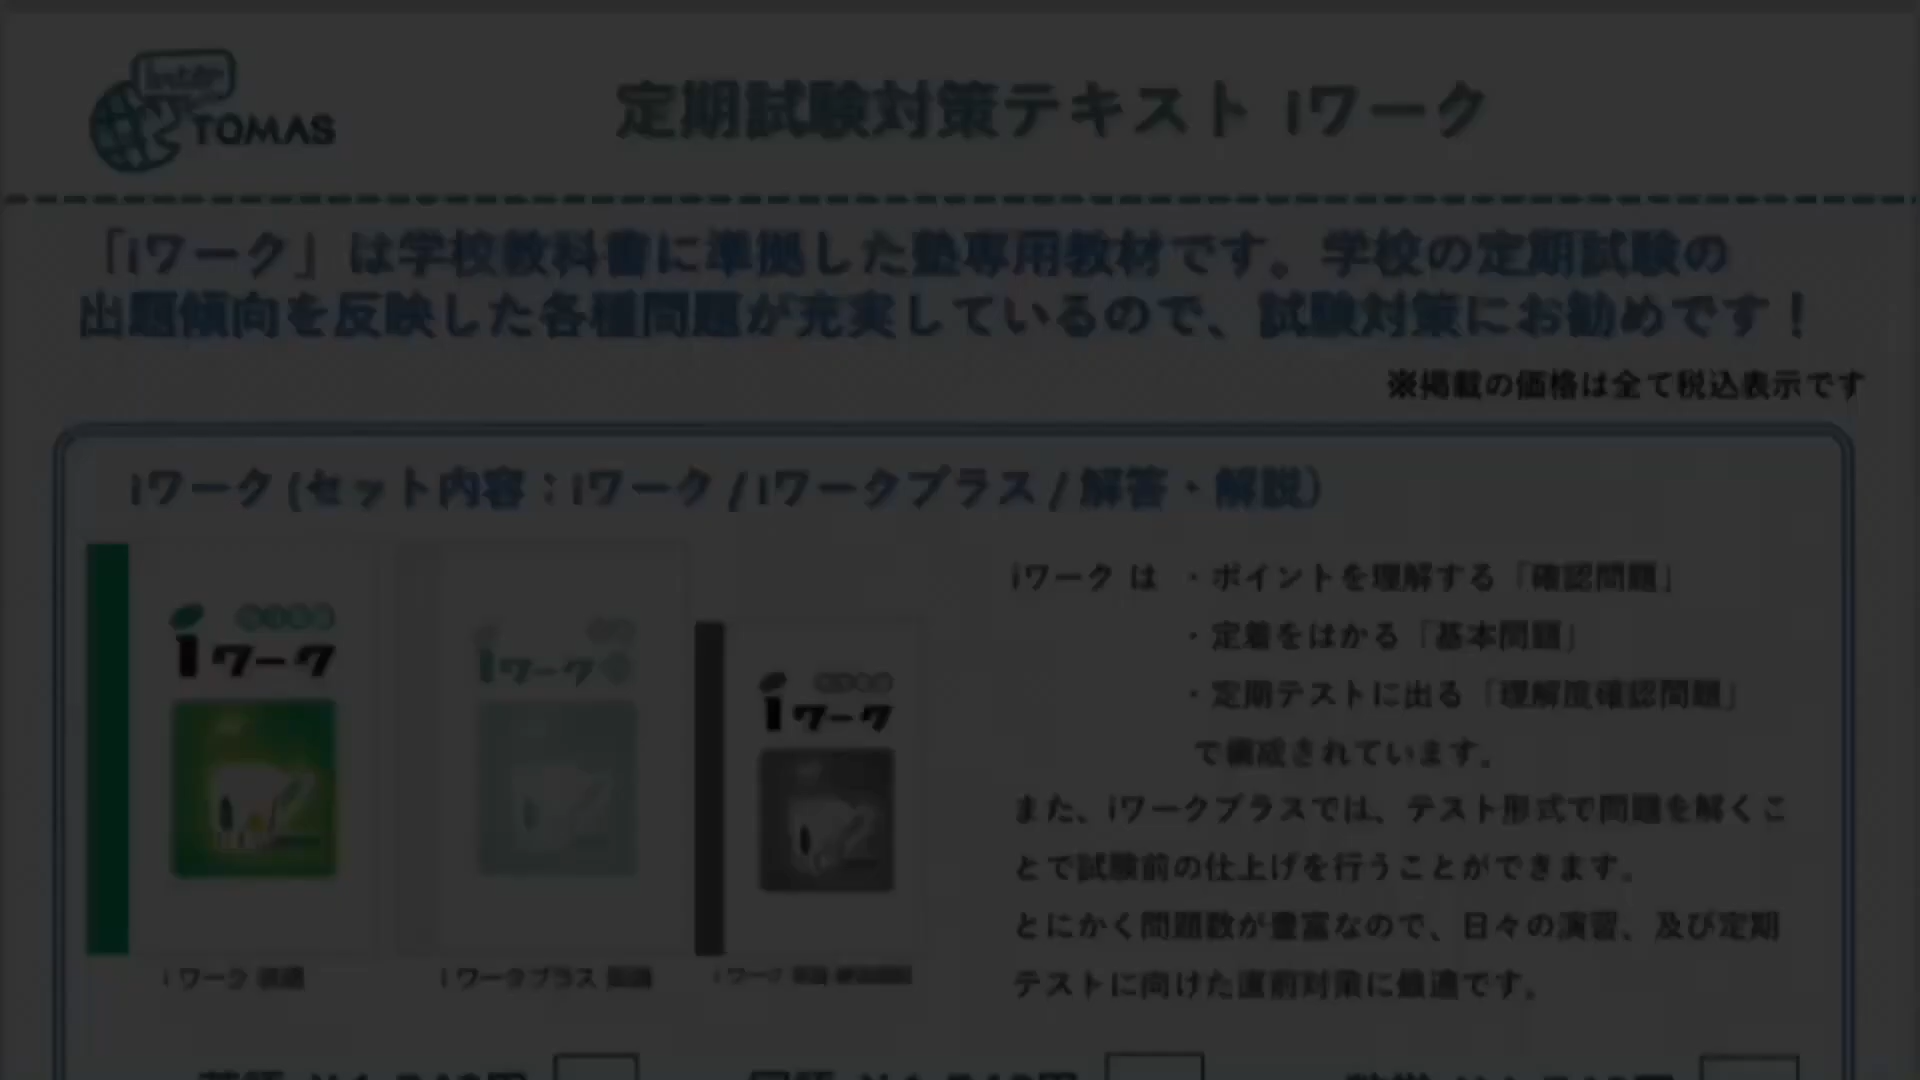 inter
TOMAS
定期試験対策テキスト iワーク
「iワーク」は学校教科書に準拠した塾専用教材です。学校の定期試験の
出題傾向を反映した各種問題が充実しているので、試験対策にお勧めです！
※掲載の価格は全て税込表示です
iワーク (セット内容：iワーク / iワークプラス / 解答・解説)
iワーク は ・ポイントを理解する「確認問題」
・定着をはかる「基本問題」
・定期テストに出る「理解度確認問題」
で構成されています。
また、iワークプラスでは、テスト形式で問題を解くこ
とで試験前の仕上げを行うことができます。
とにかく問題数が豊富なので、日々の演習、及び定期
テストに向けた直前対策に最適です。
iワーク
iワーク
iワーク
iワーク 英語
iワークプラス 英語
iワーク